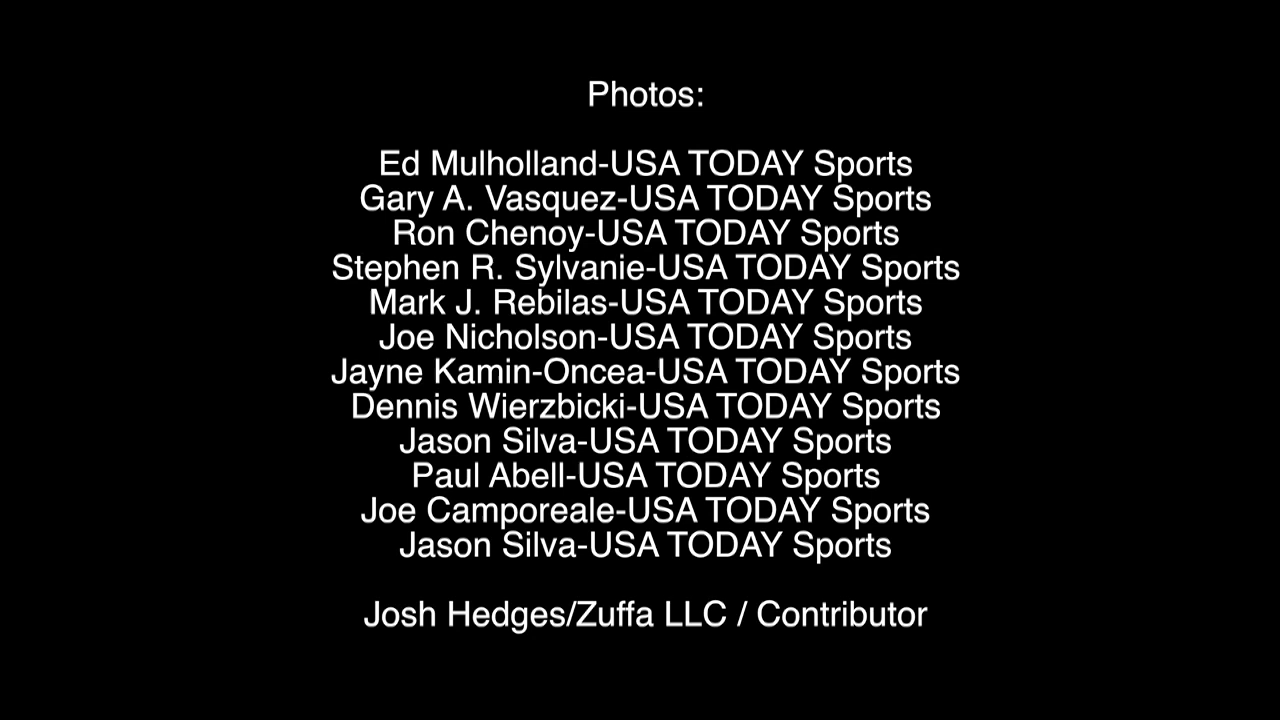 Photos:
Ed Mulholland-USA TODAY Sports
Gary A. Vasquez-USA TODAY Sports
Ron Chenoy-USA TODAY Sports
Stephen R. Sylvanie-USA TODAY Sports
Mark J. Rebilas-USA TODAY Sports
Joe Nicholson-USA TODAY Sports
Jayne Kamin-Oncea-USA TODAY Sports
Dennis Wierzbicki-USA TODAY Sports
Jason Silva-USA TODAY Sports
Paul Abell-USA TODAY Sports
Joe Camporeale-USA TODAY Sports
Jason Silva-USA TODAY Sports
Josh Hedges/Zuffa LLC / Contributor